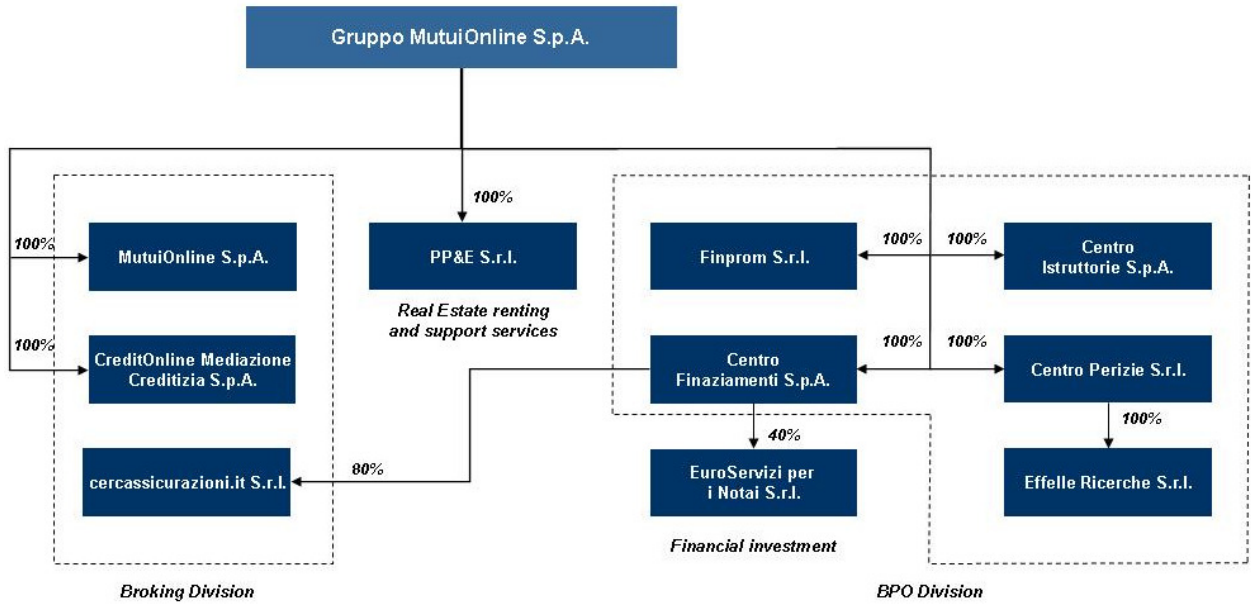 Gruppo MutuiOnline S.p.A.
100%
100%
MutuiOnline S.p.A.
PP&E S.r.l.
Finprom S.r.l.
100%
100%
Centro
Istruttorie S.p.A.
Real Estate renting
and support services
100%
CreditOnline Mediazione
Creditizia S.p.A.
Centro
Finaziamenti S.p.A.
100%
100%
Centro Perizie S.r.l.
100%
40%
80%
cercassicurazioni.it S.r.l.
EuroServizi per
i Notai S.r.l.
Effelle Ricerche S.r.l.
Financial investment
Broking Division
BPO Division